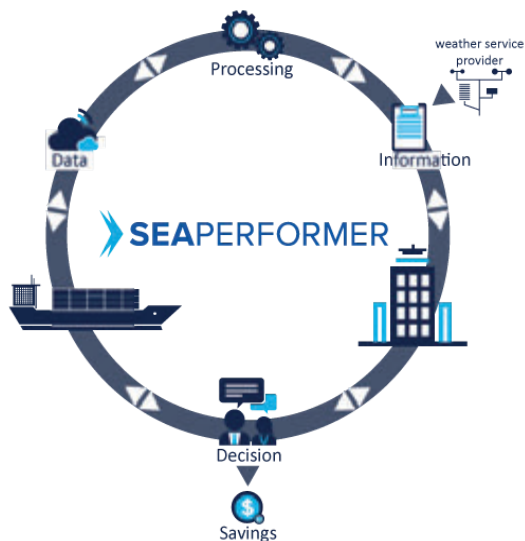 Processing
weather service
provider
Data
Information
SEAPERFORMER
Decision
$
Savings